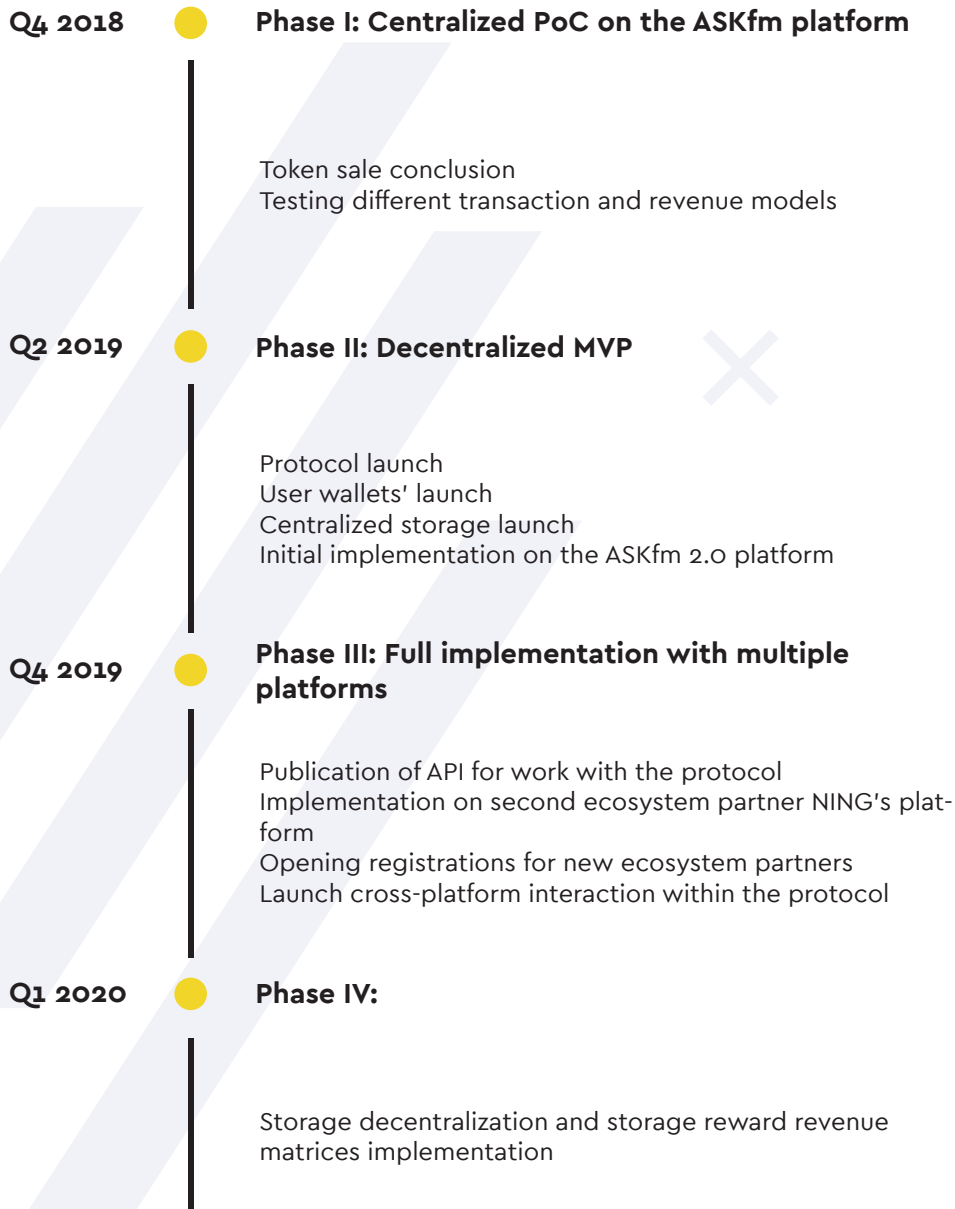 Q4 2018
Phase I: Centralized PoC on the ASKfm platform
Token sale conclusion
Testing different transaction and revenue models
Q2 2019
Phase II: Decentralized MVP
Protocol launch
User wallets' launch
Centralized storage launch
Initial implementation on the ASKfm 2.0 platform
Q4 2019
Phase III: Full implementation with multiple
platforms
Publication of API for work with the protocol
Implementation on second ecosystem partner NING's plat-
form
Opening registrations for new ecosystem partners
Launch cross-platform interaction within the protocol
Q1 2020
Phase IV:
Storage decentralization and storage reward revenue
matrices implementation